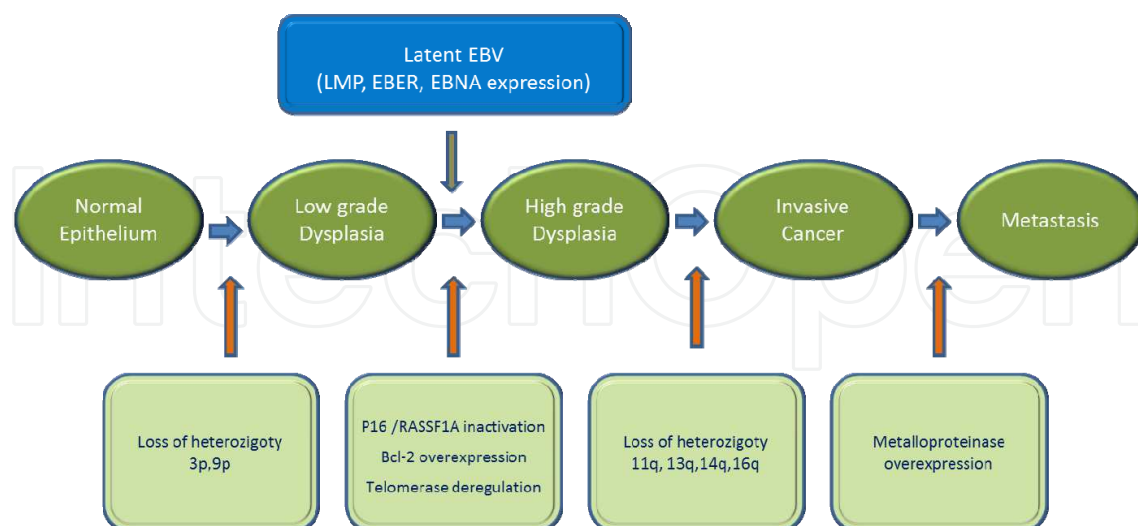 Latent EBV
(LMP, EBER, EBNA expression)
Normal
Epithelium
Low grade
Dysplasia
High grade
Dysplasia
Invasive
Cancer
Metastasis
IntechOpen
Loss of heterozigoty
3p,9p
P16 /RASSF1A inactivation
Bcl-2 overexpression
Telomerase deregulation
Loss of heterozigoty
11q, 13q,14q,16q
Metalloproteinase
overexpression